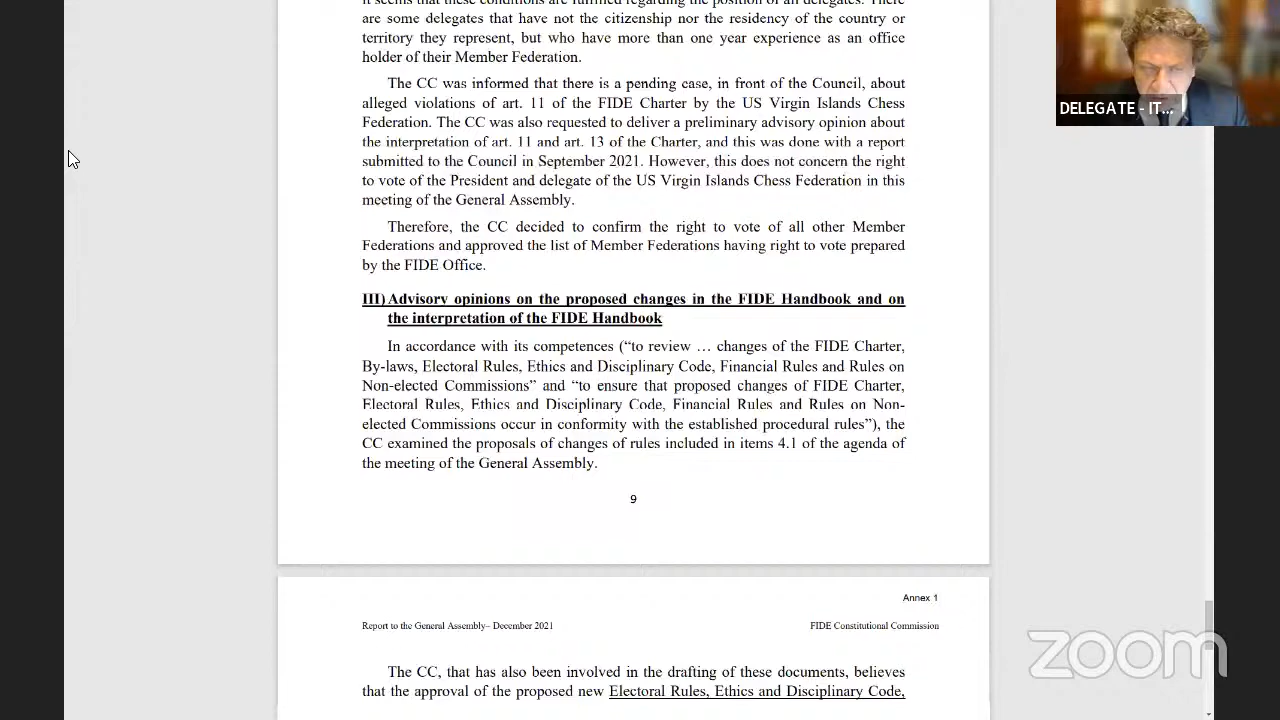 it seems that these conditions are fulfilled regarding the position of all delegates. There
are some delegates that have not the citizenship nor the residency of the country or
territory they represent, but who have more than one year experience as an office
holder of their Member Federation.
The CC was informed that there is a pending case, in front of the Council, about
alleged violations of art. 11 of the FIDE Charter by the US Virgin Islands Chess
Federation. The CC was also requested to deliver a preliminary advisory opinion about
the interpretation of art. 11 and art. 13 of the Charter, and this was done with a report
submitted to the Council in September 2021. However, this does not concern the right
to vote of the President and delegate of the US Virgin Islands Chess Federation in this
meeting of the General Assembly.
Therefore, the CC decided to confirm the right to vote of all other Member
Federations and approved the list of Member Federations having right to vote prepared
by the FIDE Office.
III) Advisory opinions on the proposed changes in the FIDE Handbook and on
the interpretation of the FIDE Handbook
In accordance with its competences (“to review … changes of the FIDE Charter,
By-laws, Electoral Rules, Ethics and Disciplinary Code, Financial Rules and Rules on
Non-elected Commissions” and “to ensure that proposed changes of FIDE Charter,
Electoral Rules, Ethics and Disciplinary Code, Financial Rules and Rules on Non-
elected Commissions occur in conformity with the established procedural rules”), the
CC examined the proposals of changes of rules included in items 4.1 of the agenda of
the meeting of the General Assembly.
9
Annex 1
Report to the General Assembly– December 2021 FIDE Constitutional Commission
The CC, that has also been involved in the drafting of these documents, believes
that the approval of the proposed new Electoral Rules, Ethics and Disciplinary Code,
DELEGATE - IT...
zoom